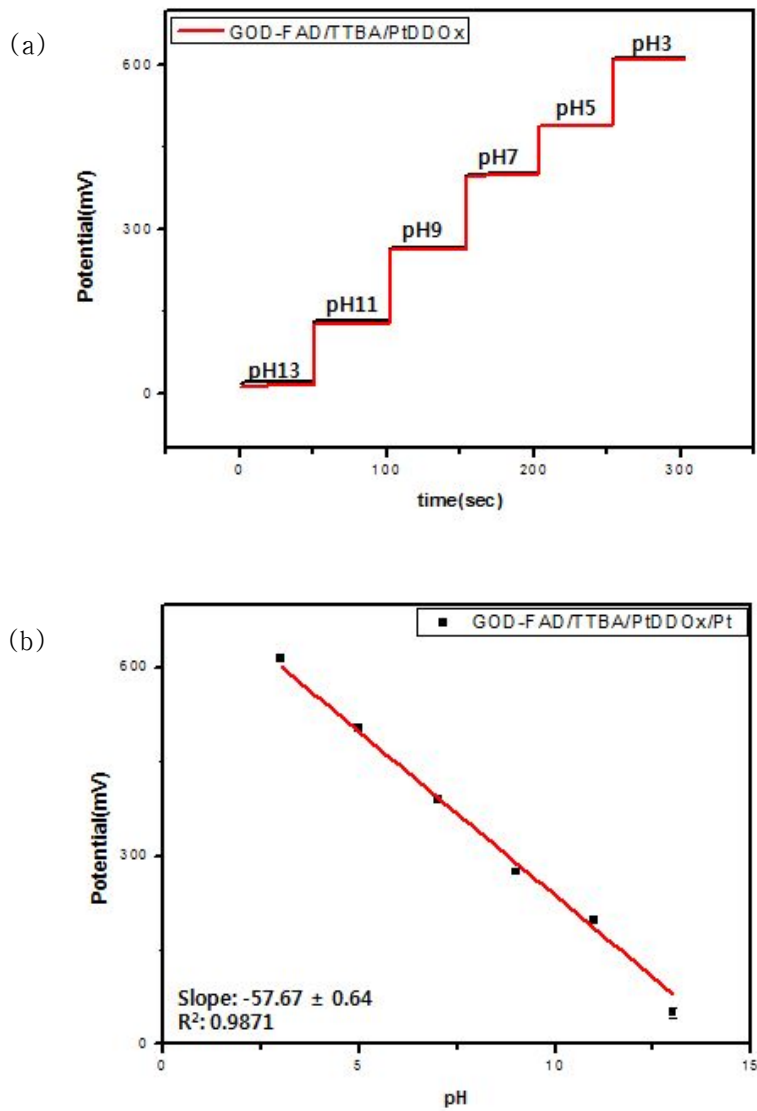 (a)
GOD-FAD/TTBA/PtDDOx
pH3
600
pH5
pH7
300
pH9
pH11
0
pH13
Potential(mV)
0
100
200
300
time(sec)
(b)
GOD-FAD/TTBA/PtDDOx/Pt
600
300
0
Potential(mV)
Slope: -57.67 ± 0.64
R²: 0.9871
0
5
10
15
pH